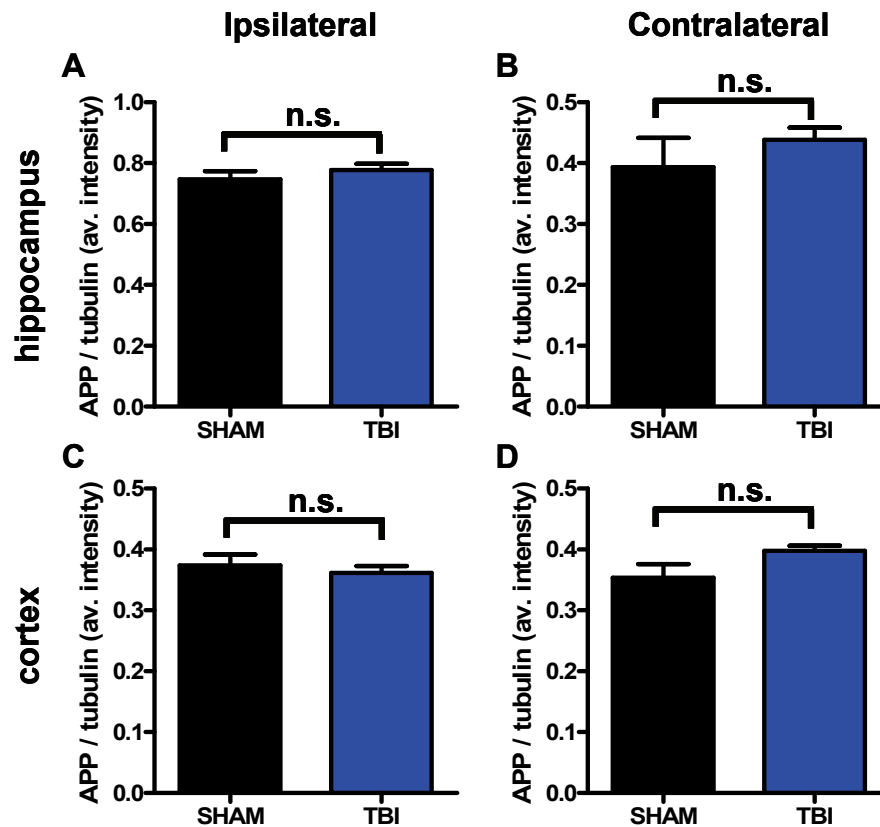 Ipsilateral
Contralateral
hippocampus
A
APP / tubulin (av. intensity)
1.0
0.8
0.6
0.4
0.2
0.0
n.s.
SHAM
TBI
B
APP / tubulin (av. intensity)
0.5
0.4
0.3
0.2
0.1
0.0
n.s.
SHAM
TBI
cortex
C
APP / tubulin (av. intensity)
0.5
0.4
0.3
0.2
0.1
0.0
n.s.
SHAM
TBI
D
APP / tubulin (av. intensity)
0.5
0.4
0.3
0.2
0.1
0.0
n.s.
SHAM
TBI